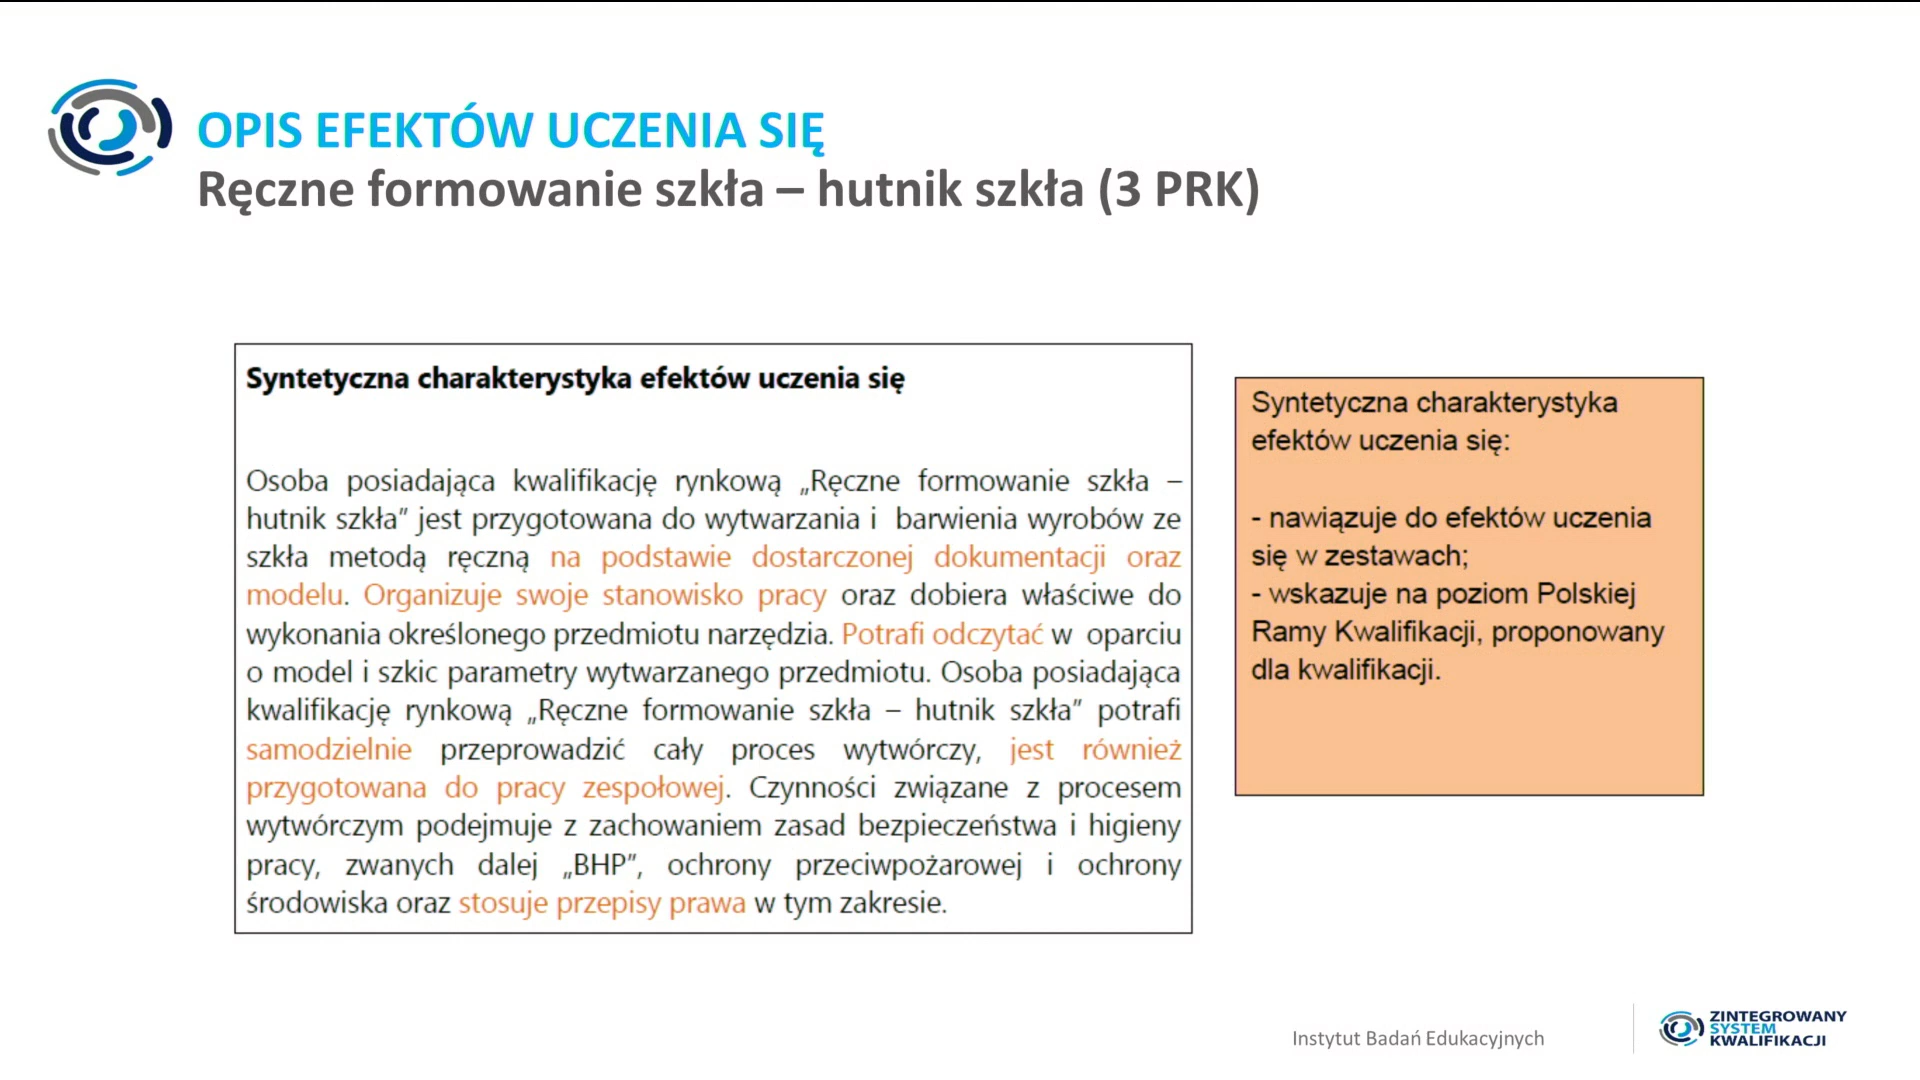 OPIS EFEKTÓW UCZENIA SIĘ
Ręczne formowanie szkła – hutnik szkła (3 PRK)
Syntetyczna charakterystyka efektów uczenia się
Osoba posiadająca kwalifikację rynkową „Ręczne formowanie szkła –
hutnik szkła” jest przygotowana do wytwarzania i barwienia wyrobów ze
szkła metodą ręczną na podstawie dostarczonej dokumentacji oraz
modelu. Organizuje swoje stanowisko pracy oraz dobiera właściwe do
wykonania określonego przedmiotu narzędzia. Potrafi odczytać w oparciu
o model i szkic parametry wytwarzanego przedmiotu. Osoba posiadająca
kwalifikację rynkową „Ręczne formowanie szkła – hutnik szkła” potrafi
samodzielnie przeprowadzić cały proces wytwórczy, jest również
przygotowana do pracy zespołowej. Czynności związane z procesem
wytwórczym podejmuje z zachowaniem zasad bezpieczeństwa i higieny
pracy, zwanych dalej „BHP”, ochrony przeciwpożarowej i ochrony
środowiska oraz stosuje przepisy prawa w tym zakresie.
Syntetyczna charakterystyka
efektów uczenia się:
- nawiązuje do efektów uczenia
się w zestawach;
- wskazuje na poziom Polskiej
Ramy Kwalifikacji, proponowany
dla kwalifikacji.
Instytut Badań Edukacyjnych
ZINTEGROWANY
SYSTEM
KWALIFIKACJI